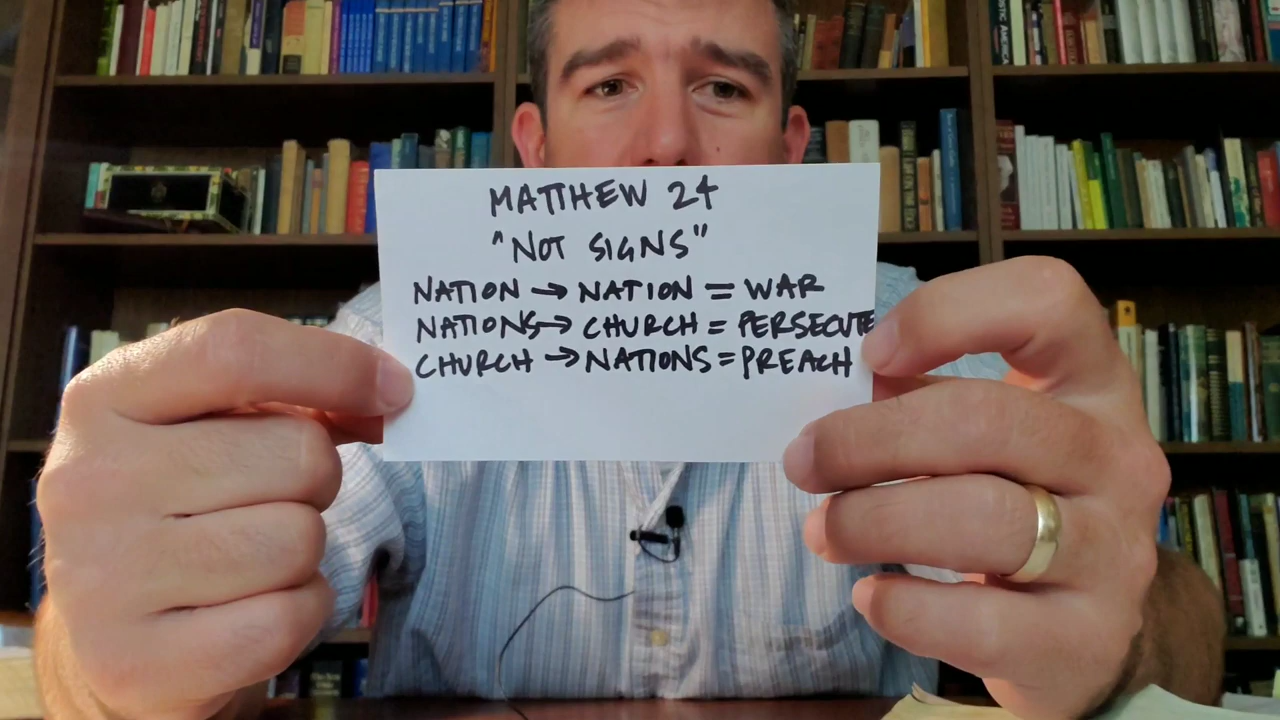 MATTHEW 24
"NOT SIGNS"
NATION → NATION = WAR
NATIONS → CHURCH = PERSECUTE
CHURCH → NATIONS = PREACH